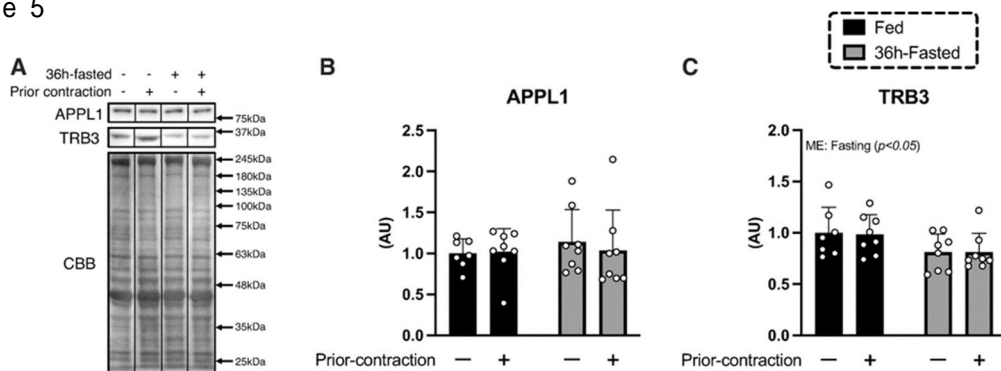 e 5
Fed
36h-Fasted
A
36h-fasted - - + +
Prior contraction - + - +
APPL1
75kDa
37kDa
TRB3
245kDa
180kDa
135kDa
100kDa
75kDa
63kDa
CBB
48kDa
35kDa
25kDa
B
APPL1
2.5
2.0
1.5
(AU)
1.0
0.5
0.0
Prior-contraction — + — +
C
TRB3
2.0
ME: Fasting (p<0.05)
1.5
(AU)
1.0
0.5
0.0
Prior-contraction — + — +